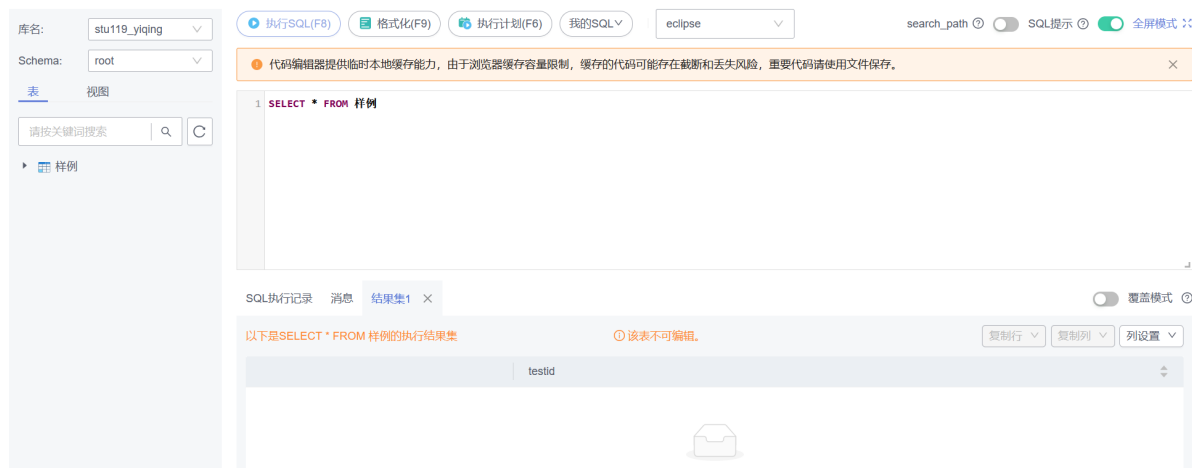 库名: stu119_yiqing 执行SQL(F8) 格式化(F9) 执行计划(F6) 我的SQL eclipse search_path SQL提示 全屏模式
Schema: root 代码编辑器提供临时本地缓存能力，由于浏览器缓存容量限制，缓存的代码可能存在截断和丢失风险，重要代码请使用文件保存。
表 视图
1 SELECT * FROM 样例
请按关键词搜索
样例
SQL执行记录 消息 结果集1 覆盖模式
以下是SELECT * FROM 样例的执行结果集 该表不可编辑。 复制行 复制列 列设置
testid